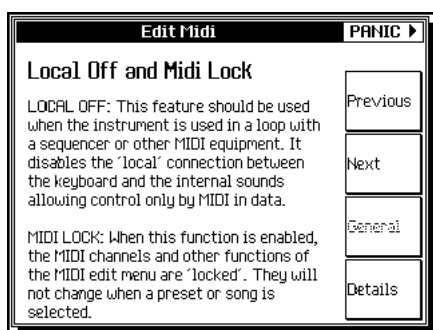 Edit Midi
PANIC
Local Off and Midi Lock
LOCAL OFF: This feature should be used
when the instrument is used in a loop with
a sequencer or other MIDI equipment. It
disables the ´local´ connection between
the keyboard and the internal sounds
allowing control only by MIDI in data.
MIDI LOCK: When this function is enabled,
the MIDI channels and other functions of
the MIDI edit menu are ´locked´. They will
not change when a preset or song is
selected.
Previous
Next
General
Details